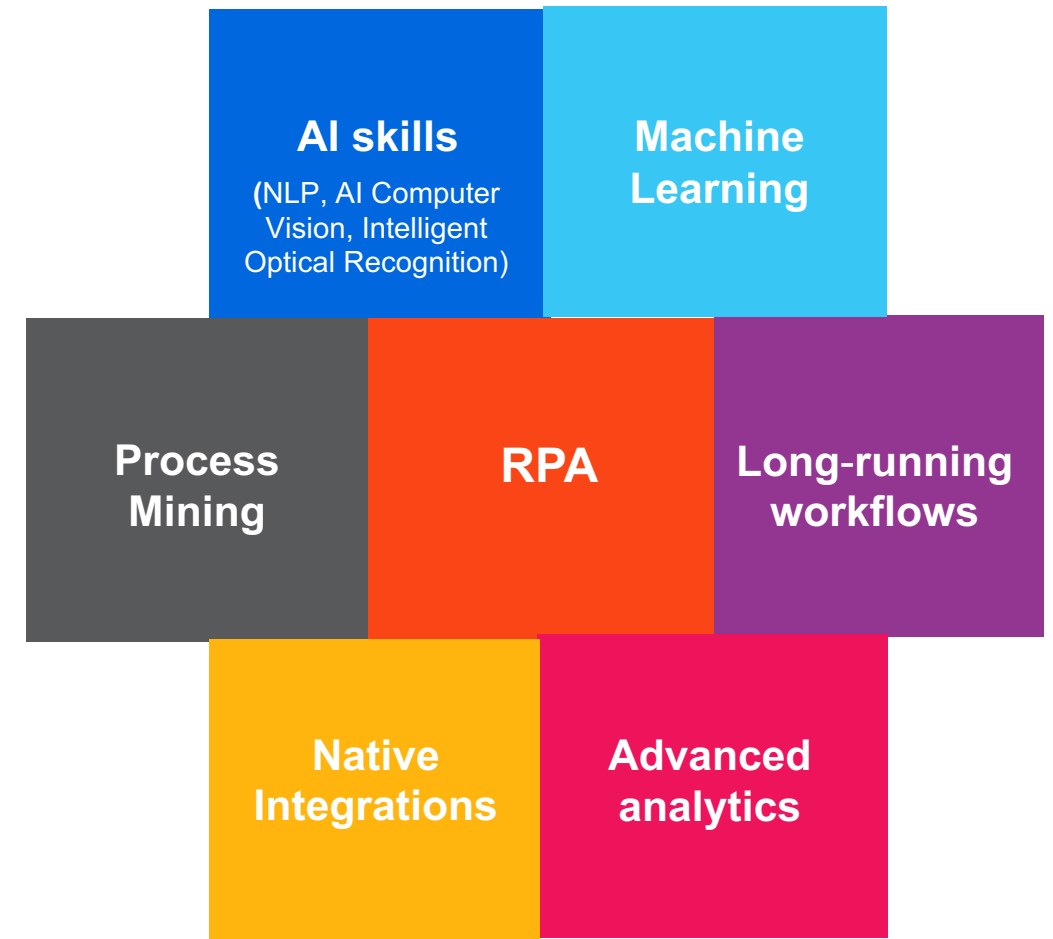 AI skills
(NLP, AI Computer
Vision, Intelligent
Optical Recognition)
Machine
Learning
Process
Mining
RPA
Long-running
workflows
Native
Integrations
Advanced
analytics